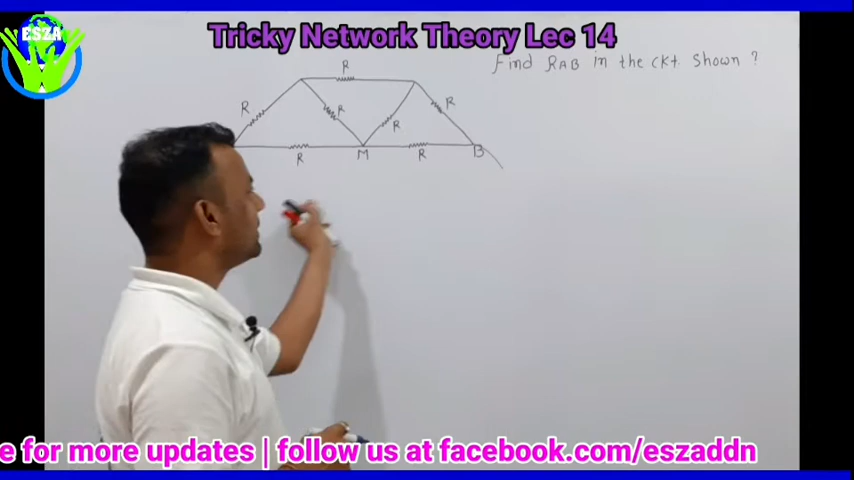 ESZA
Tricky Network Theory Lec 14
Find RAB in the ckt. Shown ?
R
R
R
R
R
R
M
R
B
e for more updates | follow us at facebook.com/eszaddn